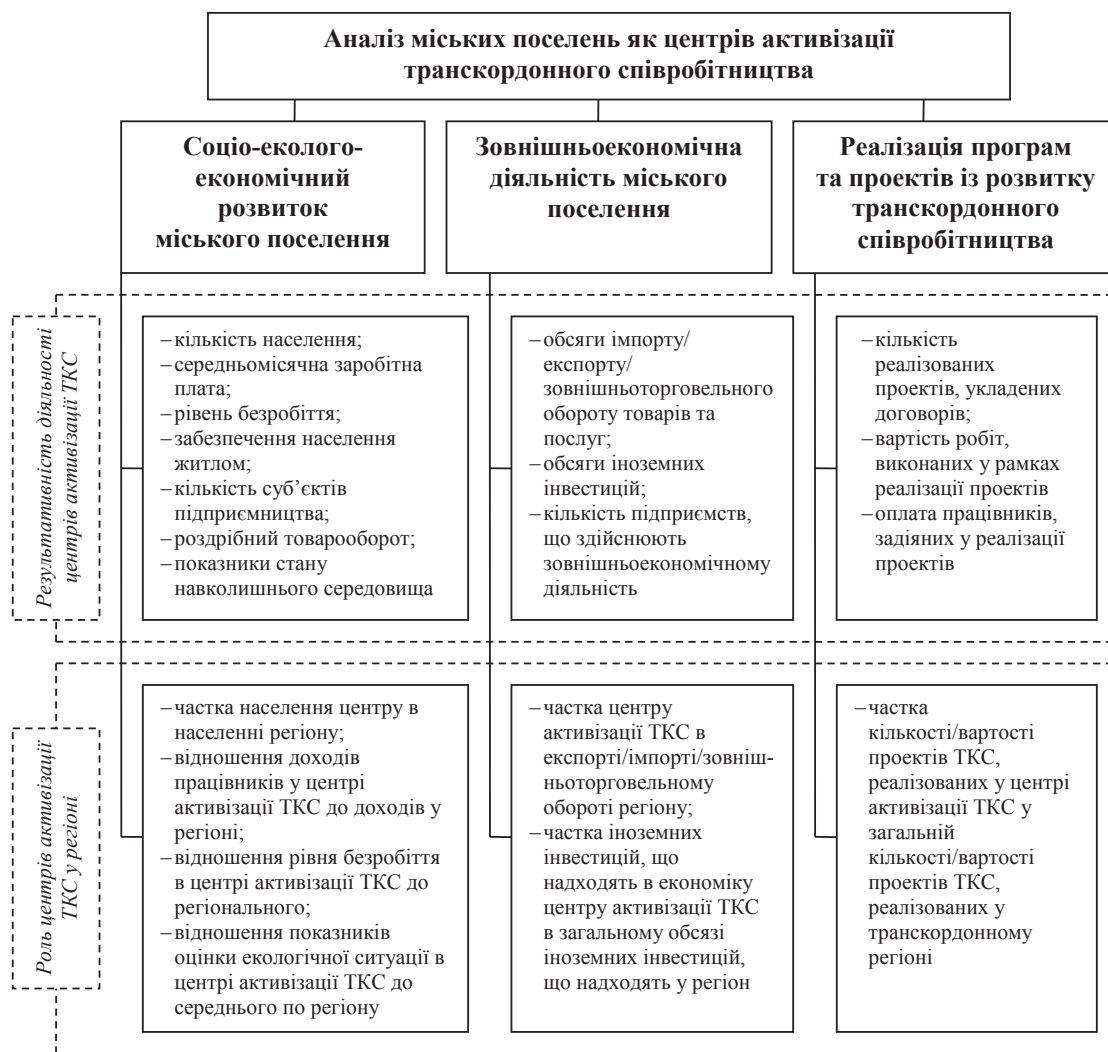 Аналіз міських поселень як центрів активізації
транскордонного співробітництва
Соціо-еколого-
економічний
розвиток
міського поселення
Зовнішньоекономічна
діяльність міського
поселення
Реалізація програм
та проектів із розвитку
транскордонного
співробітництва
Результативність діяльності
центрів активізації ТКС
–кількість населення;
–середньомісячна заробітна
плата;
–рівень безробіття;
–забезпечення населення
житлом;
–кількість суб’єктів
підприємництва;
–роздрібний товарооборот;
–показники стану
навколишнього середовища
–обсяги імпорту/
експорту/
зовнішньоторговельного
обороту товарів та
послуг;
–обсяги іноземних
інвестицій;
–кількість підприємств,
що здійснюють
зовнішньоекономічному
діяльність
–кількість
реалізованих
проектів, укладених
договорів;
–вартість робіт,
виконаних у рамках
реалізації проектів
–оплата працівників,
задіяних у реалізації
проектів
Роль центрів активізації
ТКС у регіоні
–частка населення центру в
населенні регіону;
–відношення доходів
працівників у центрі
активізації ТКС до доходів у
регіоні;
–відношення рівня безробіття
в центрі активізації ТКС до
регіонального;
–відношення показників
оцінки екологічної ситуації в
центрі активізації ТКС до
середнього по регіону
–частка центру
активізації ТКС в
експорті/імпорті/зовніш-
ньоторговельному
обороті регіону;
–частка іноземних
інвестицій, що
надходять в економіку
центру активізації ТКС
в загальному обсязі
іноземних інвестицій,
що надходять у регіон
–частка
кількості/вартості
проектів ТКС,
реалізованих у центрі
активізації ТКС у
загальній
кількості/вартості
проектів ТКС,
реалізованих у
транскордонному
регіоні